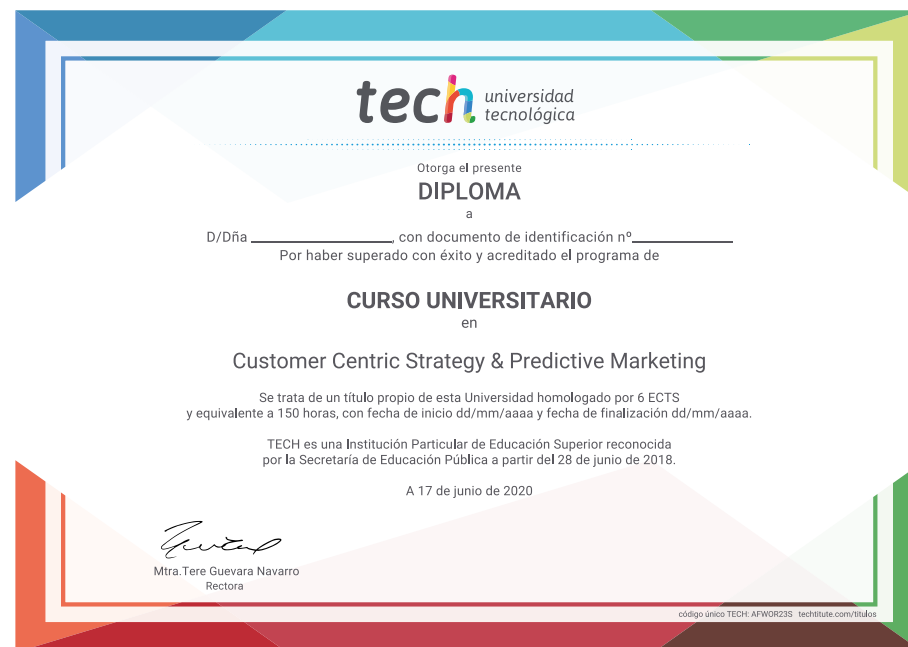 tech universidad
tecnológica
Otorga el presente
DIPLOMA
a
D/Dña ____________________, con documento de identificación nº______________
Por haber superado con éxito y acreditado el programa de
CURSO UNIVERSITARIO
en
Customer Centric Strategy & Predictive Marketing
Se trata de un título propio de esta Universidad homologado por 6 ECTS
y equivalente a 150 horas, con fecha de inicio dd/mm/aaaa y fecha de finalización dd/mm/aaaa.
TECH es una Institución Particular de Educación Superior reconocida
por la Secretaría de Educación Pública a partir del 28 de junio de 2018.
A 17 de junio de 2020
Mtra.Tere Guevara Navarro
Rectora
código único TECH: AFWOR23S techtitute.com/titulos